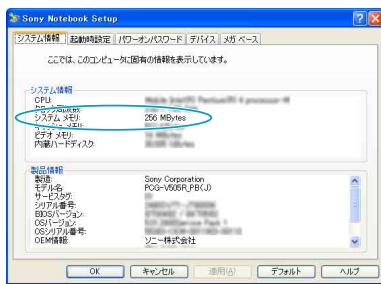 Sony Notebook Setup
システム情報 起動時設定 パワーオンパスワード デバイス メガ ベース
ここでは、このコンピュータに固有の情報を表示しています。
システム情報
CPU:
システム メモリ: 256 MBytes
ビデオ メモリ:
内蔵ハードディスク:
製品情報
製造: Sony Corporation
モデル名: PCG-V505R_PB(J)
サービスタグ:
シリアル番号:
BIOSバージョン:
OSバージョン:
OSシリアル番号:
OEM情報: ソニー株式会社
OK キャンセル 適用(A) デフォルト ヘルプ